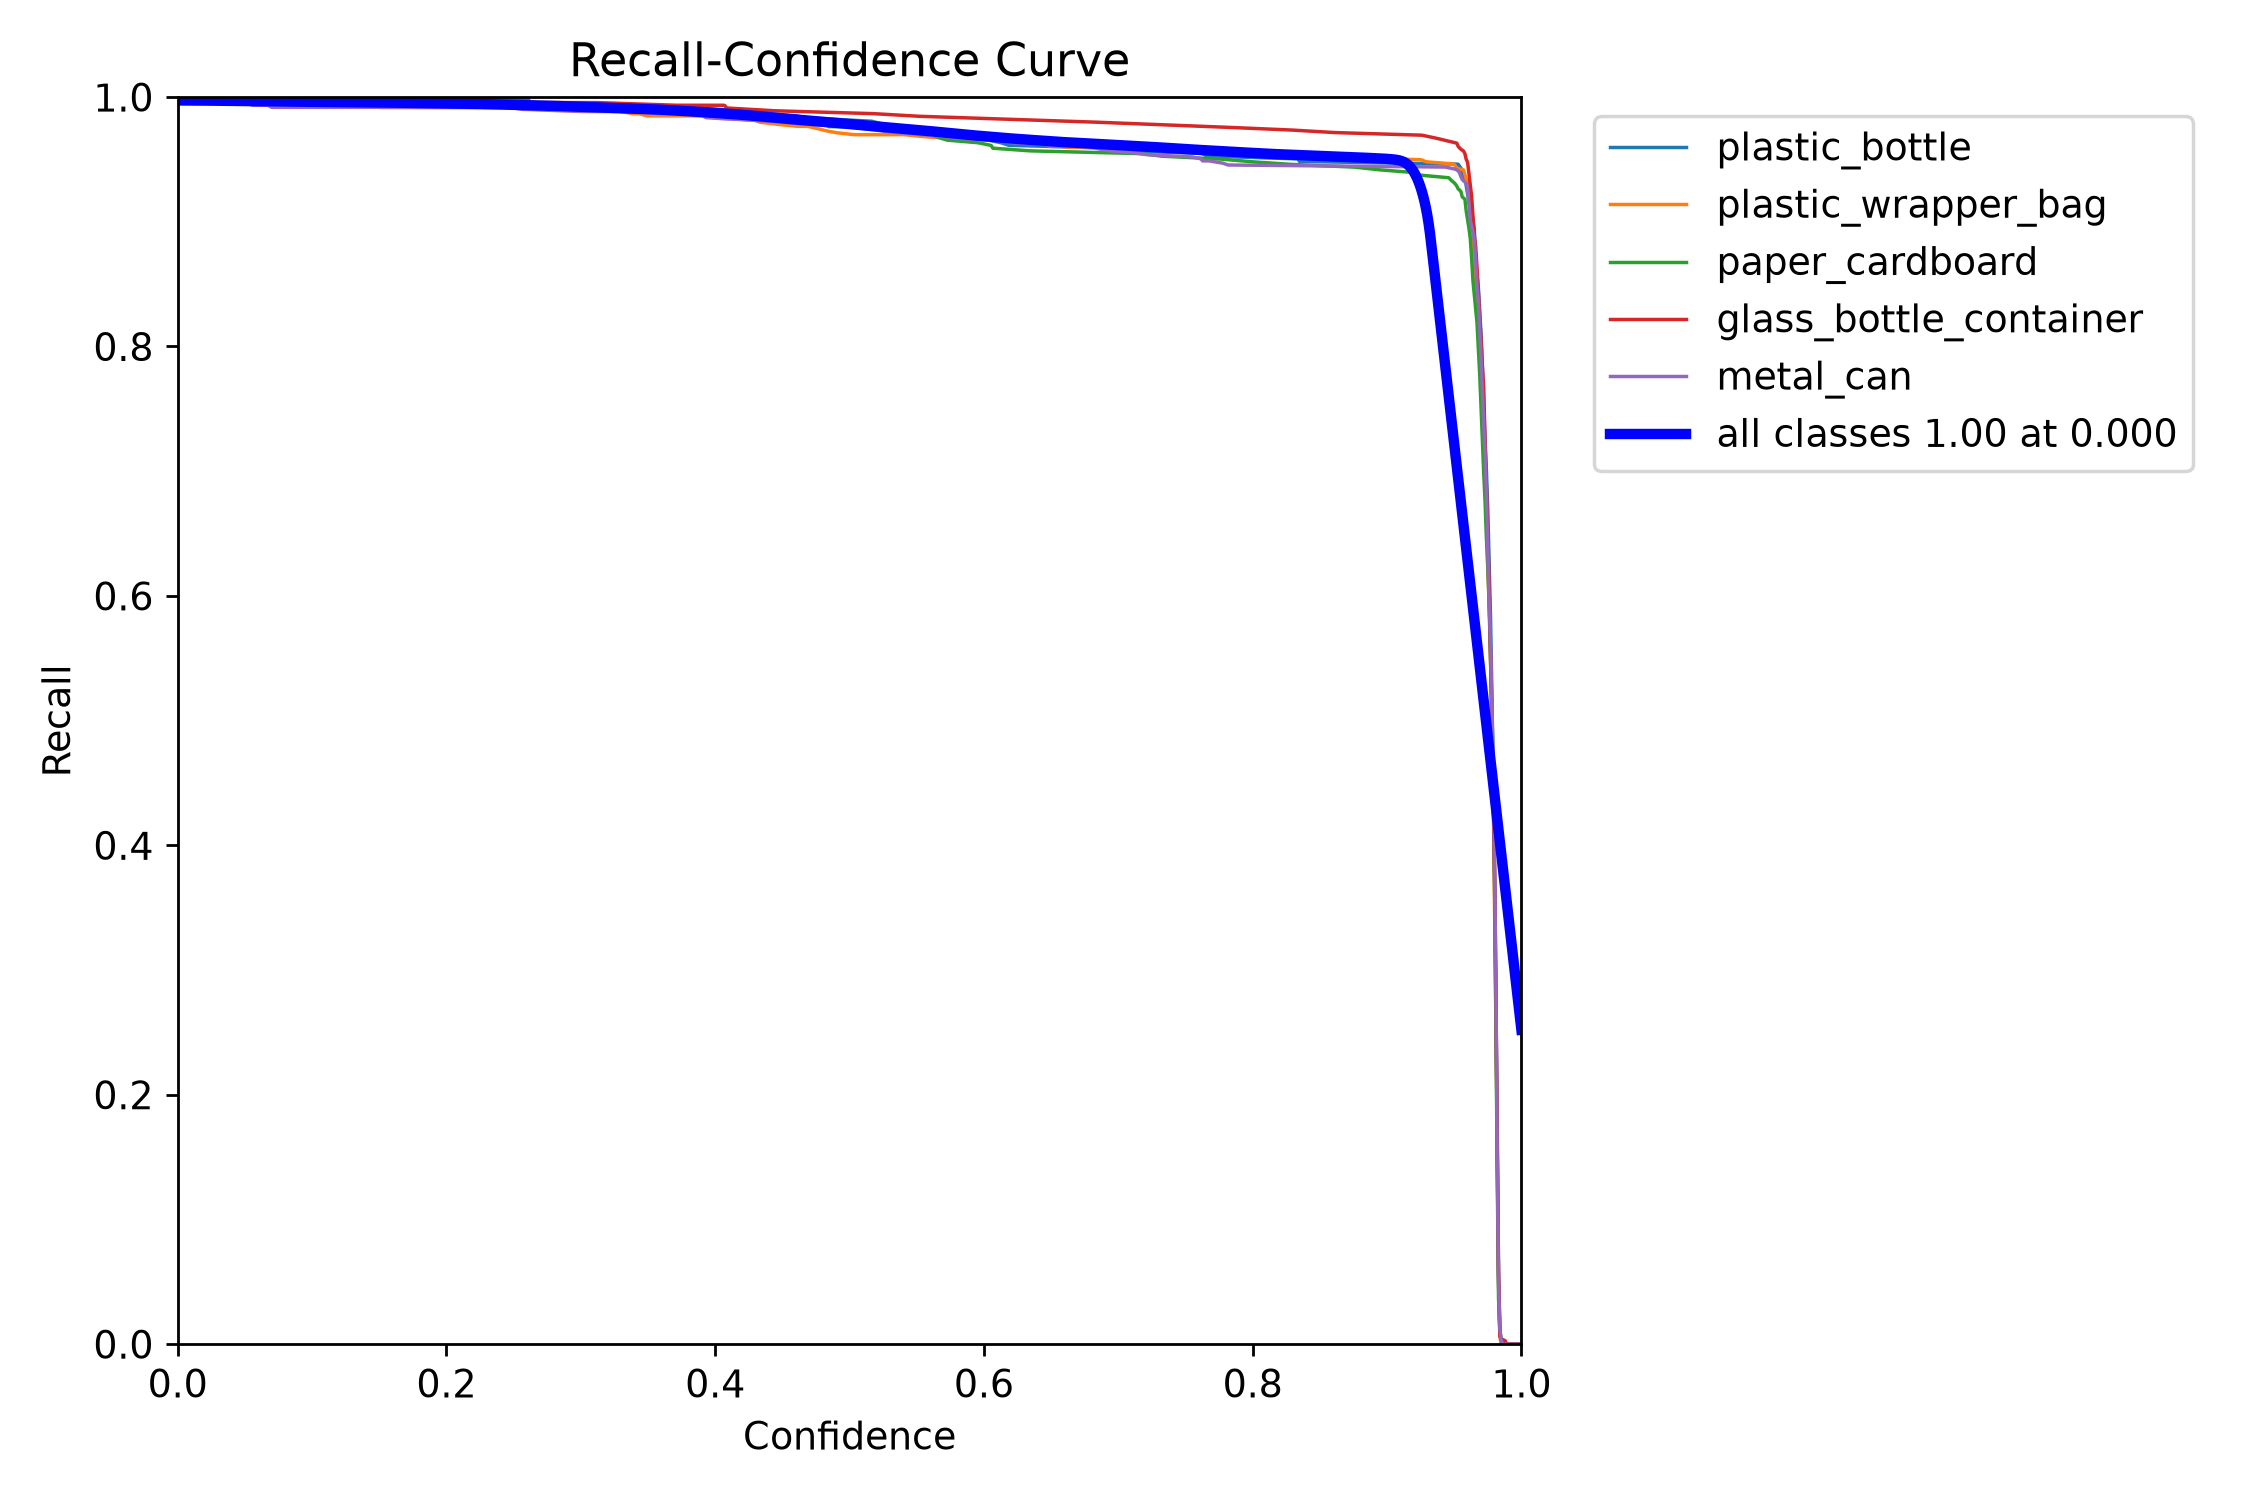 Recall-Confidence Curve
1.0
0.8
0.6
0.4
0.2
0.0
Recall
0.0 0.2 0.4 0.6 0.8 1.0
Confidence
plastic_bottle
plastic_wrapper_bag
paper_cardboard
glass_bottle_container
metal_can
all classes 1.00 at 0.000